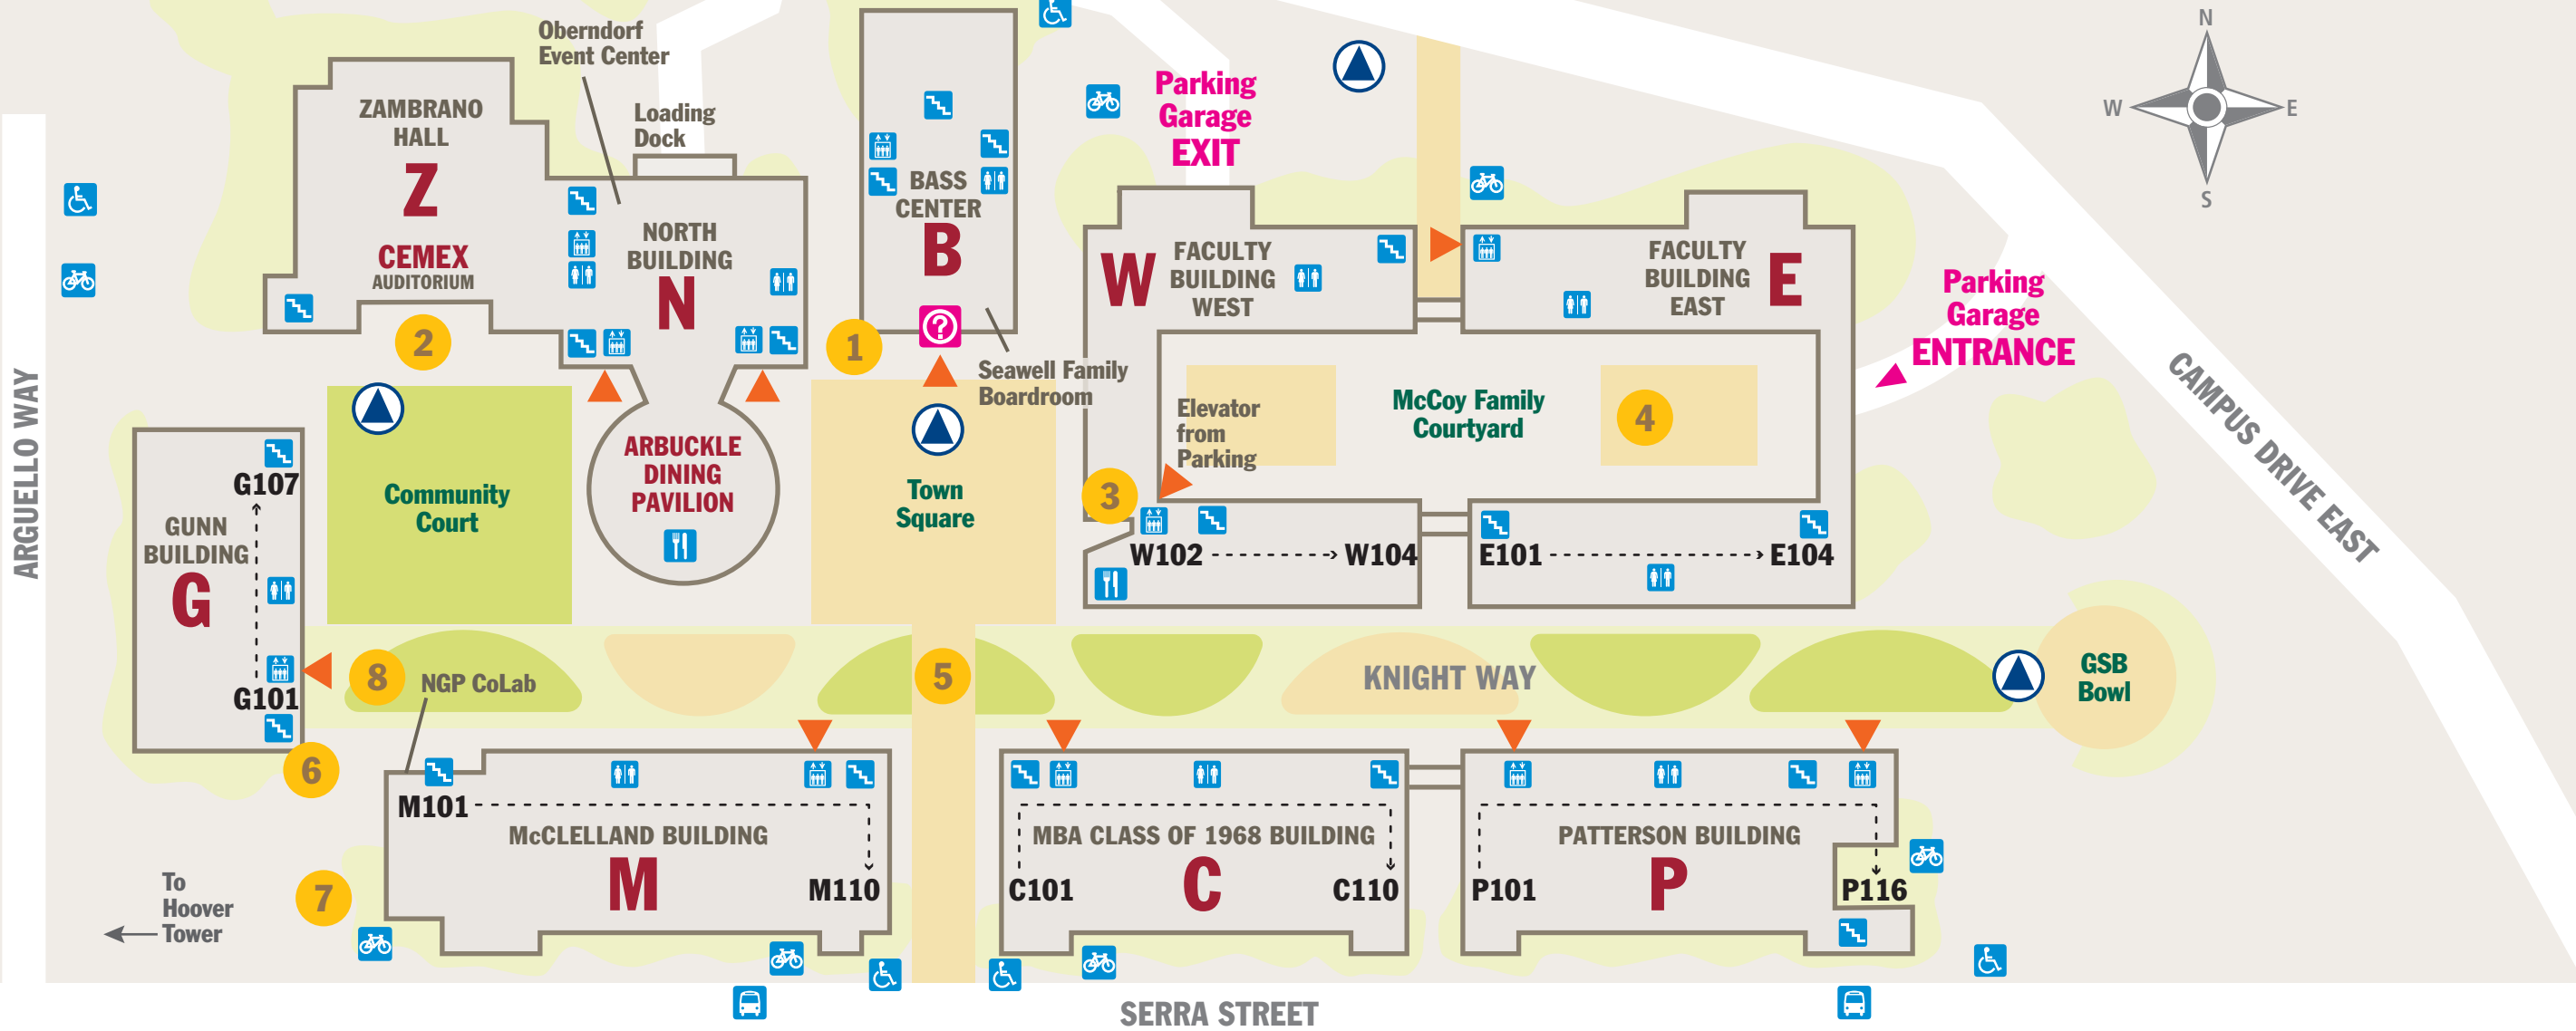 Oberndorf
Event Center
Loading
Dock
ZAMBRANO
HALL
Z
CEMEX
AUDITORIUM
NORTH
BUILDING
N
BASS
CENTER
B
?
Seawell Family
Boardroom
Parking
Garage
EXIT
W
FACULTY
BUILDING
WEST
FACULTY
BUILDING
EAST
E
N
W
E
S
Parking
Garage
ENTRANCE
CAMPUS DRIVE EAST
ARGUELLO WAY
2
1
Community
Court
ARBUCKLE
DINING
PAVILION
Town
Square
Elevator
from
Parking
McCoy Family
Courtyard
4
3
W102
W104
E101
E104
G107
GUNN
BUILDING
G
G101
8
NGP CoLab
5
KNIGHT WAY
GSB
Bowl
6
M101
McCLELLAND BUILDING
M
M110
MBA CLASS OF 1968 BUILDING
C101
C
C110
PATTERSON BUILDING
P101
P
P116
7
To
Hoover
Tower
SERRA STREET